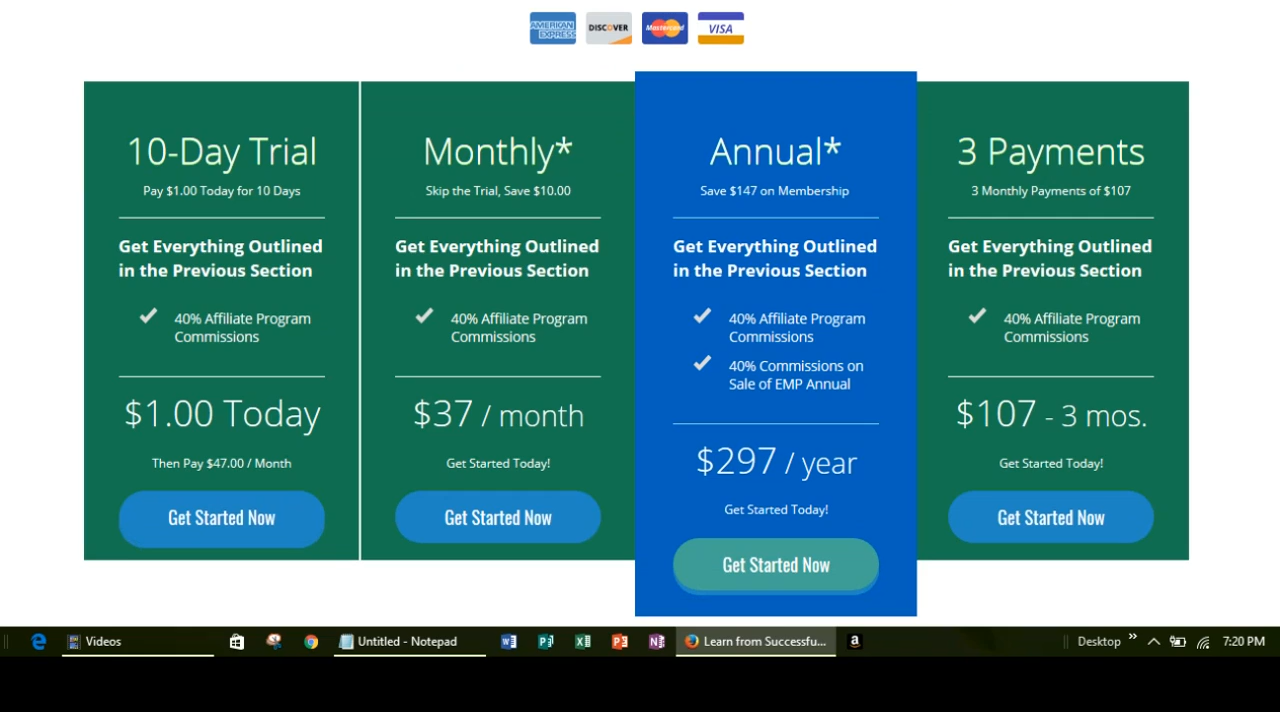 AMERICAN EXPRESS
DISCOVER
Mastercard
VISA
10-Day Trial
Pay $1.00 Today for 10 Days
Get Everything Outlined
in the Previous Section
40% Affiliate Program
Commissions
$1.00 Today
Then Pay $47.00 / Month
Get Started Now
Monthly*
Skip the Trial, Save $10.00
Get Everything Outlined
in the Previous Section
40% Affiliate Program
Commissions
$37 / month
Get Started Today!
Get Started Now
Annual*
Save $147 on Membership
Get Everything Outlined
in the Previous Section
40% Affiliate Program
Commissions
40% Commissions on
Sale of EMP Annual
$297 / year
Get Started Today!
Get Started Now
3 Payments
3 Monthly Payments of $107
Get Everything Outlined
in the Previous Section
40% Affiliate Program
Commissions
$107 - 3 mos.
Get Started Today!
Get Started Now
Videos
Untitled - Notepad
Learn from Successfu...
a
Desktop
7:20 PM